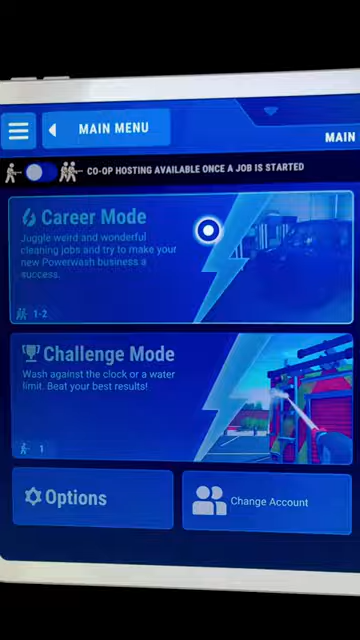 MAIN MENU
MAIN
CO-OP HOSTING AVAILABLE ONCE A JOB IS STARTED
Career Mode
Juggle weird and wonderful
cleaning jobs and try to make your
new Powerwash business a
success.
1-2
Challenge Mode
Wash against the clock or a water
limit. Beat your best results!
1
Options
Change Account